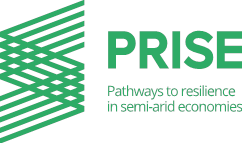 PRISE
Pathways to resilience
in semi-arid economies